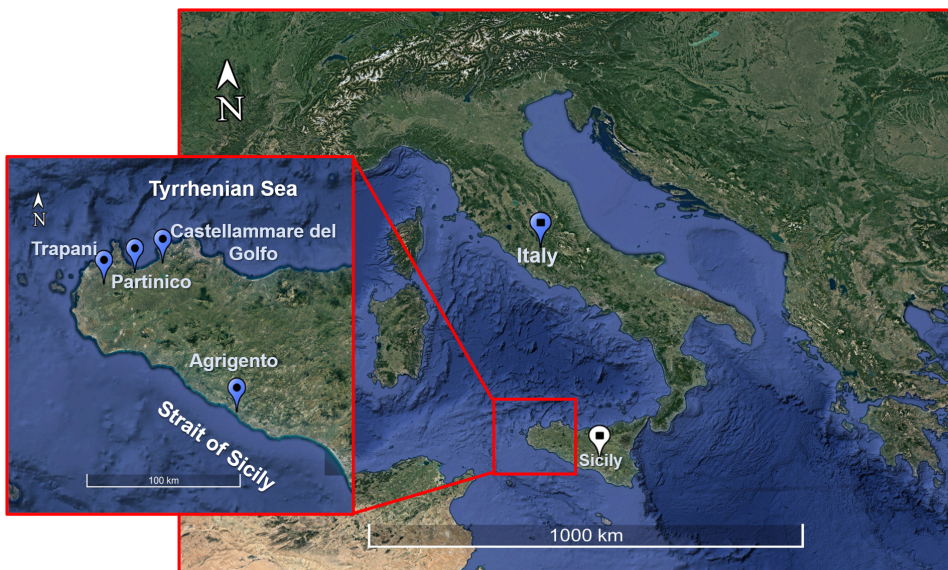 N
Tyrrhenian Sea
N
Trapani
Castellammare del
Golfo
Partinico
Italy
Agrigento
Strait of Sicily
Sicily
100 km
1000 km